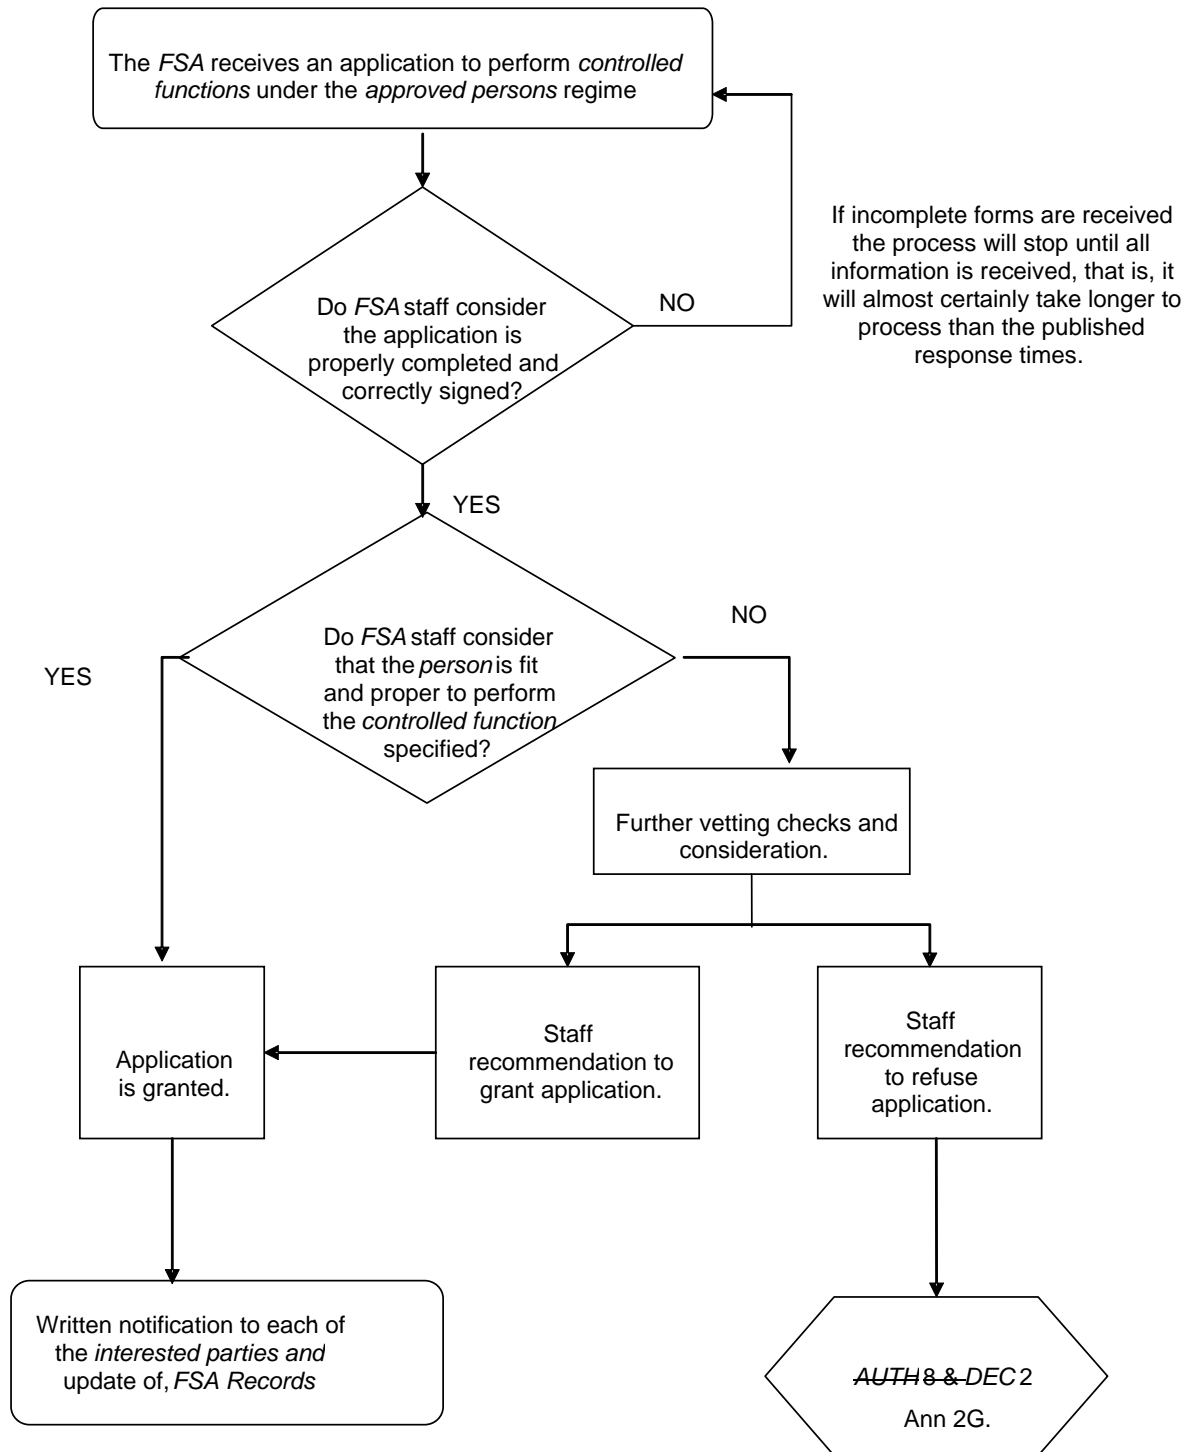 The FSA receives an application to perform controlled
functions under the approved persons regime
If incomplete forms are received
the process will stop until all
information is received, that is, it
will almost certainly take longer to
process than the published
response times.
NO
Do FSA staff consider
the application is
properly completed and
correctly signed?
YES
NO
Do FSA staff consider
that the person is fit
and proper to perform
the controlled function
specified?
YES
Further vetting checks and
consideration.
Application
is granted.
Staff
recommendation to
grant application.
Staff
recommendation
to refuse
application.
Written notification to each of
the interested parties and
update of, FSA Records
AUTH 8 & DEC 2
Ann 2G.